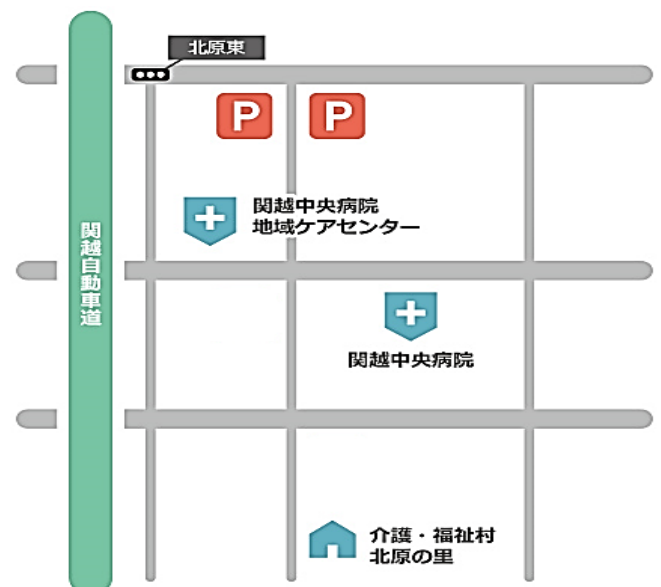 北原東
P P
関越中央病院
地域ケアセンター
関越自動車道
関越中央病院
介護・福祉村
北原の里